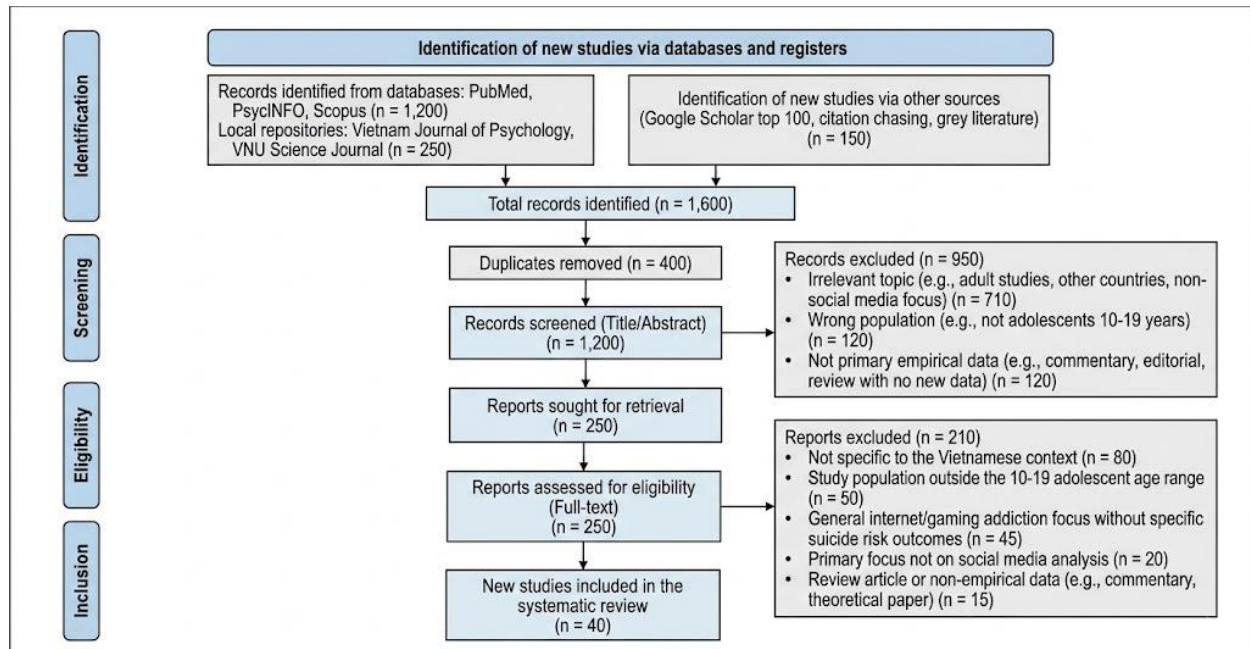 Identification of new studies via databases and registers
Identification
Records identified from databases: PubMed,
PsycINFO, Scopus (n = 1,200)
Local repositories: Vietnam Journal of Psychology,
VNU Science Journal (n = 250)
Identification of new studies via other sources
(Google Scholar top 100, citation chasing, grey literature)
(n = 150)
Total records identified (n = 1,600)
Screening
Duplicates removed (n = 400)
Records screened (Title/Abstract)
(n = 1,200)
Records excluded (n = 950)
• Irrelevant topic (e.g., adult studies, other countries, non-
social media focus) (n = 710)
• Wrong population (e.g., not adolescents 10-19 years)
(n = 120)
• Not primary empirical data (e.g., commentary, editorial,
review with no new data) (n = 120)
Eligibility
Reports sought for retrieval
(n = 250)
Reports assessed for eligibility
(Full-text)
(n = 250)
Reports excluded (n = 210)
• Not specific to the Vietnamese context (n = 80)
• Study population outside the 10-19 adolescent age range
(n = 50)
• General internet/gaming addiction focus without specific
suicide risk outcomes (n = 45)
• Primary focus not on social media analysis (n = 20)
• Review article or non-empirical data (e.g., commentary,
theoretical paper) (n = 15)
Inclusion
New studies included in the
systematic review
(n = 40)